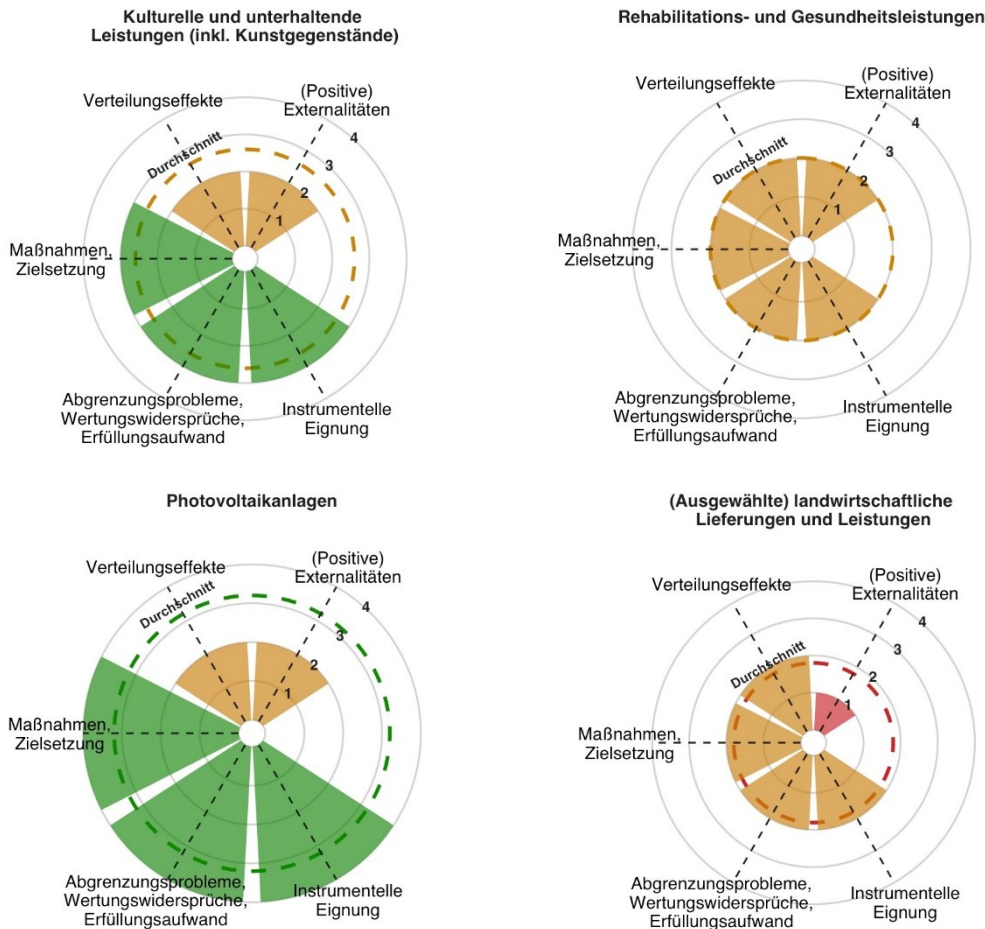 Kulturelle und unterhaltende
Leistungen (inkl. Kunstgegenstände)
Verteilungseffekte
(Positive)
Externalitäten
4
3
2
1
Durchschnitt
Maßnahmen,
Zielsetzung
Abgrenzungsprobleme,
Wertungswidersprüche,
Erfüllungsaufwand
Instrumentelle
Eignung
Rehabilitations- und Gesundheitsleistungen
Verteilungseffekte
(Positive)
Externalitäten
4
3
2
1
Durchschnitt
Maßnahmen,
Zielsetzung
Abgrenzungsprobleme,
Wertungswidersprüche,
Erfüllungsaufwand
Instrumentelle
Eignung
Photovoltaikanlagen
Verteilungseffekte
(Positive)
Externalitäten
4
3
2
1
Durchschnitt
Maßnahmen,
Zielsetzung
Abgrenzungsprobleme,
Wertungswidersprüche,
Erfüllungsaufwand
Instrumentelle
Eignung
(Ausgewählte) landwirtschaftliche
Lieferungen und Leistungen
Verteilungseffekte
(Positive)
Externalitäten
4
3
2
1
Durchschnitt
Maßnahmen,
Zielsetzung
Abgrenzungsprobleme,
Wertungswidersprüche,
Erfüllungsaufwand
Instrumentelle
Eignung